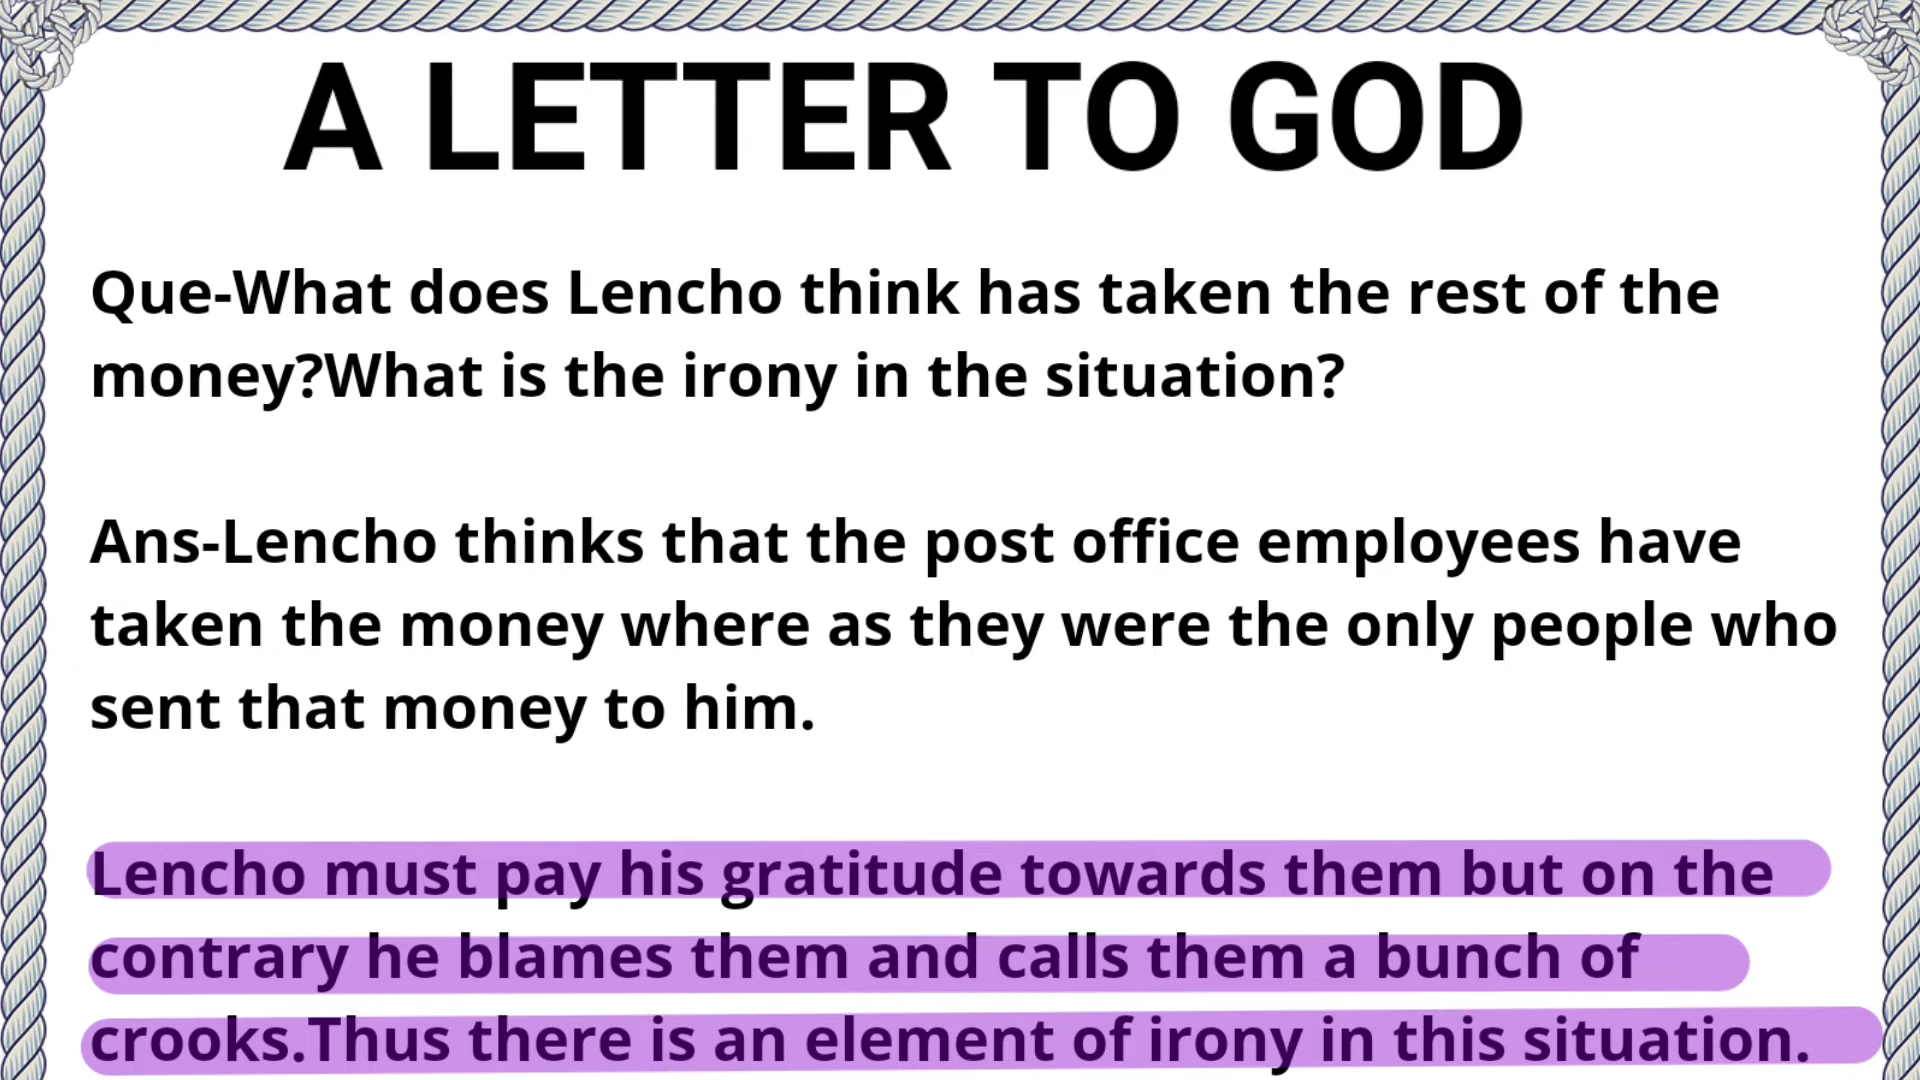 A LETTER TO GOD
Que-What does Lencho think has taken the rest of the
money?What is the irony in the situation?
Ans-Lencho thinks that the post office employees have
taken the money where as they were the only people who
sent that money to him.
Lencho must pay his gratitude towards them but on the
contrary he blames them and calls them a bunch of
crooks.Thus there is an element of irony in this situation.